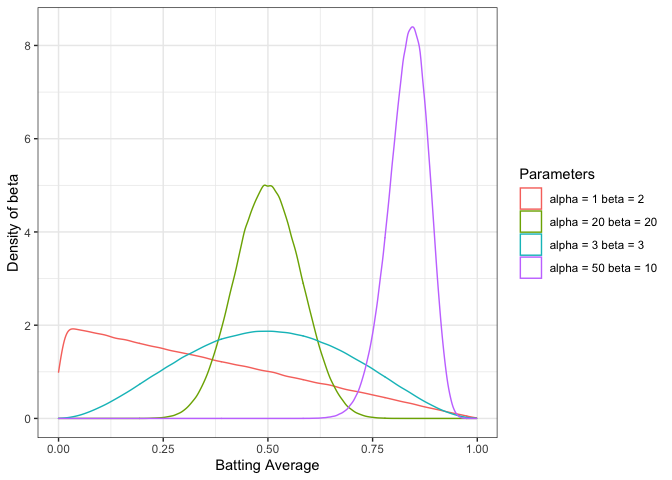 8
6
4
2
0
Density of beta
0.00 0.25 0.50 0.75 1.00
Batting Average
Parameters
alpha = 1 beta = 2
alpha = 20 beta = 20
alpha = 3 beta = 3
alpha = 50 beta = 10